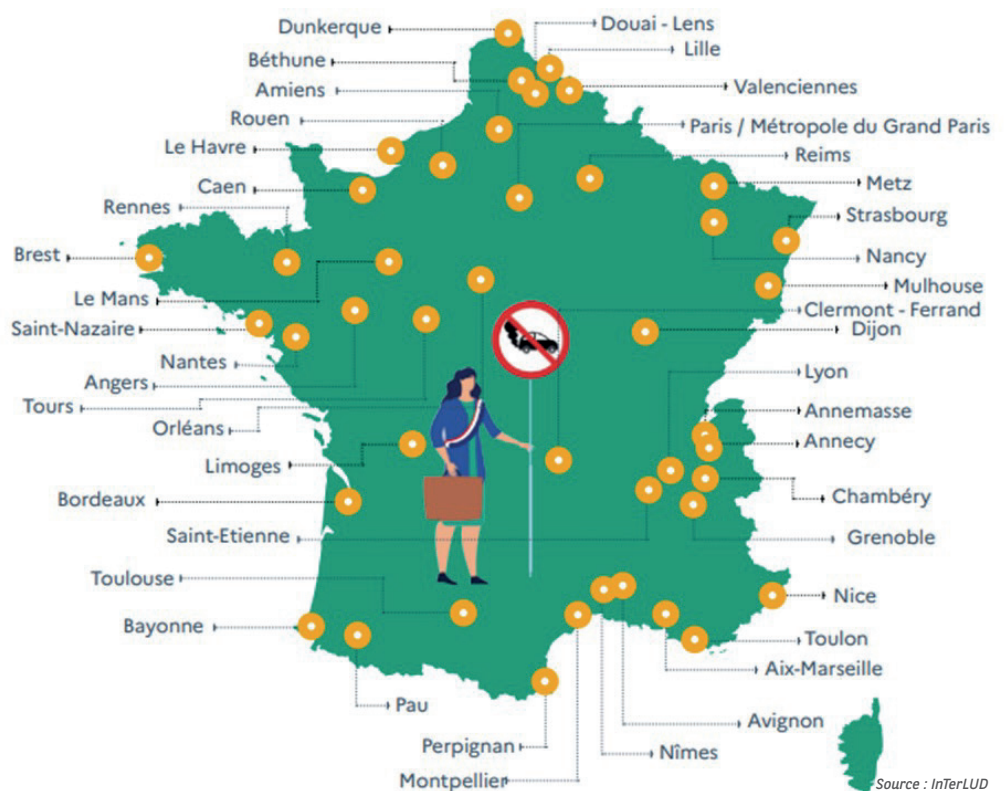 Dunkerque
Douai - Lens
Lille
Béthune
Valenciennes
Amiens
Paris / Métropole du Grand Paris
Rouen
Reims
Le Havre
Metz
Caen
Strasbourg
Rennes
Nancy
Brest
Mulhouse
Le Mans
Clermont - Ferrand
Saint-Nazaire
Dijon
Nantes
Lyon
Angers
Tours
Annemasse
Orléans
Annecy
Limoges
Bordeaux
Chambéry
Saint-Etienne
Grenoble
Toulouse
Nice
Bayonne
Toulon
Aix-Marseille
Pau
Avignon
Perpignan
Nîmes
Montpellier
Source : InTerLUD